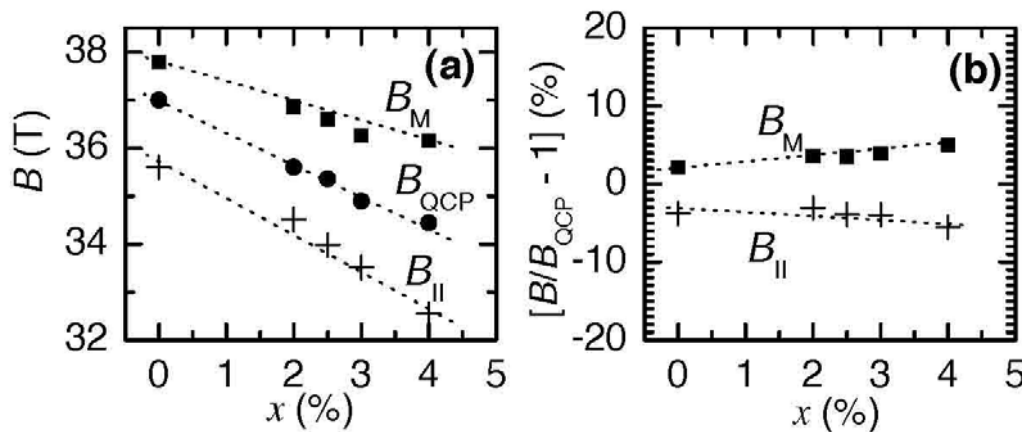 (a)
B (T)
38
36
34
32
B_M
B_QCP
B_II
0 1 2 3 4 5
x (%)
(b)
[B/B_QCP - 1] (%)
20
10
0
-10
-20
B_M
B_II
0 1 2 3 4 5
x (%)